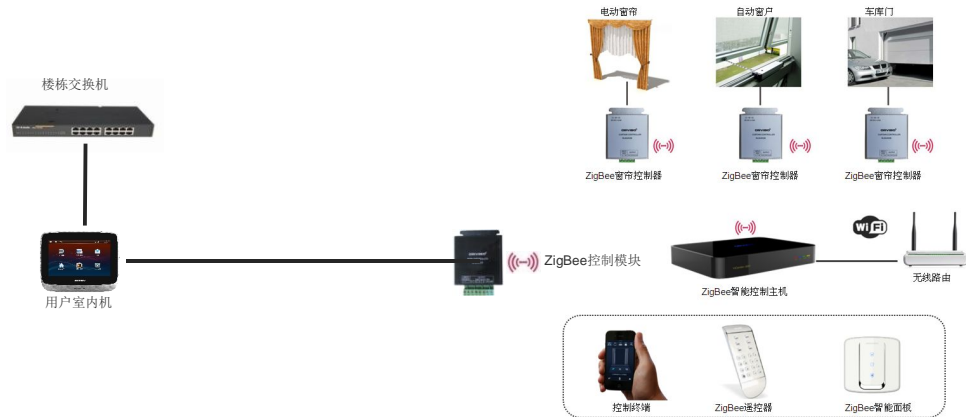 电动窗帘
自动窗户
车库门
楼栋交换机
ZigBee窗帘控制器
ZigBee窗帘控制器
ZigBee窗帘控制器
WiFi
ZigBee控制模块
无线路由
ZigBee智能控制主机
用户室内机
控制终端
ZigBee遥控器
ZigBee智能面板